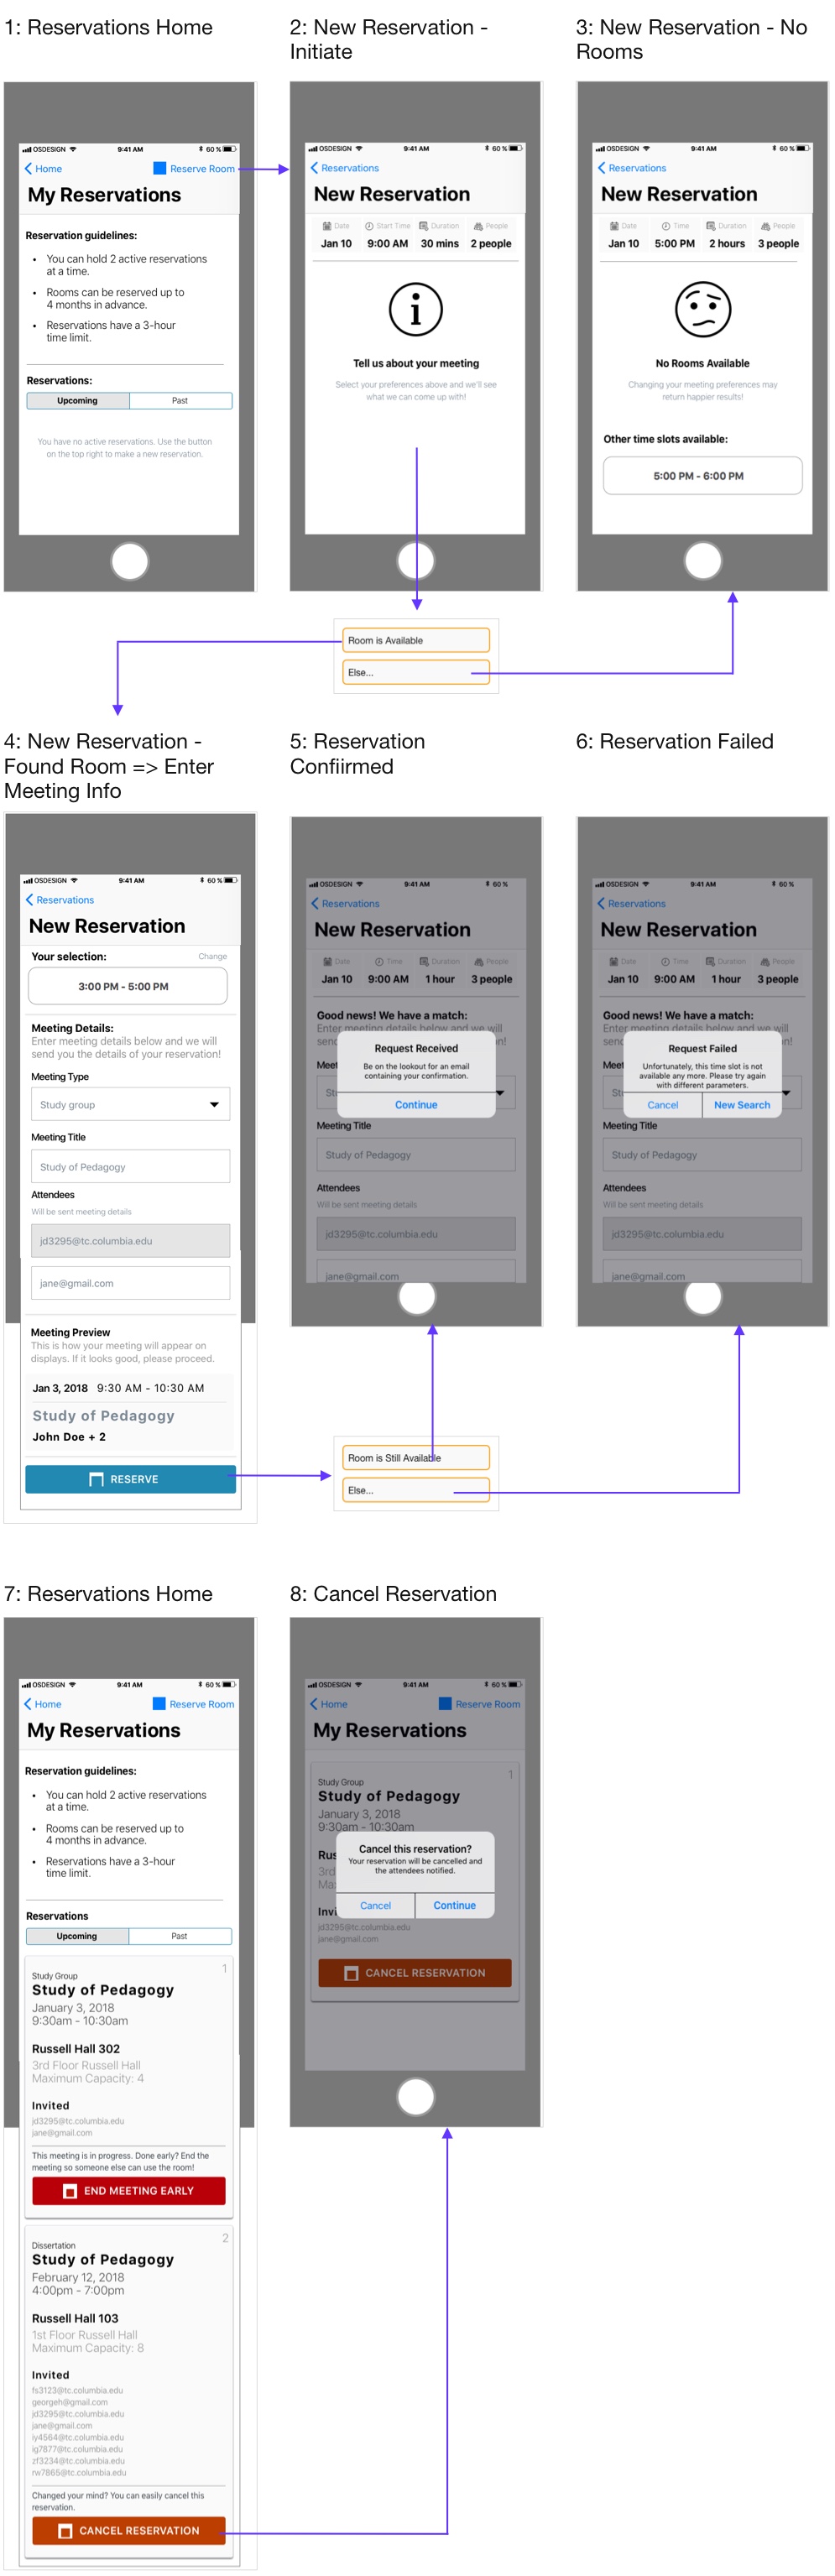 1: Reservations Home
2: New Reservation -
Initiate
3: New Reservation - No
Rooms
OSDESIGN 9:41 AM 60 %
Home Reserve Room
My Reservations
Reservation guidelines:
• You can hold 2 active reservations
at a time.
• Rooms can be reserved up to
4 months in advance.
• Reservations have a 3-hour
time limit.
Reservations:
Upcoming Past
You have no active reservations. Use the button
on the top right to make a new reservation.
OSDESIGN 9:41 AM 60 %
Reservations
New Reservation
Date Start Time Duration People
Jan 10 9:00 AM 30 mins 2 people
i
Tell us about your meeting
Select your preferences above and we'll see
what we can come up with!
OSDESIGN 9:41 AM 60 %
Reservations
New Reservation
Date Time Duration People
Jan 10 5:00 PM 2 hours 3 people
No Rooms Available
Changing your meeting preferences may
return happier results!
Other time slots available:
5:00 PM - 6:00 PM
Room is Available
Else...
4: New Reservation -
Found Room => Enter
Meeting Info
5: Reservation
Confiirmed
6: Reservation Failed
OSDESIGN 9:41 AM 60 %
Reservations
New Reservation
Your selection: Change
3:00 PM - 5:00 PM
Meeting Details:
Enter meeting details below and we will
send you the details of your reservation!
Meeting Type
Study group
Meeting Title
Study of Pedagogy
Attendees
Will be sent meeting details
jd3295@tc.columbia.edu
jane@gmail.com
Meeting Preview
This is how your meeting will appear on
displays. If it looks good, please proceed.
Jan 3, 2018 9:30 AM - 10:30 AM
Study of Pedagogy
John Doe + 2
RESERVE
OSDESIGN 9:41 AM 60 %
Reservations
New Reservation
Date Time Duration People
Jan 10 9:00 AM 1 hour 3 people
Good news! We have a match:
Enter meeting details below and we will
Request Received
Be on the lookout for an email
containing your confirmation.
Continue
Meeting Title
Study of Pedagogy
Attendees
Will be sent meeting details
jd3295@tc.columbia.edu
jane@gmail.com
OSDESIGN 9:41 AM 60 %
Reservations
New Reservation
Date Time Duration People
Jan 10 9:00 AM 1 hour 3 people
Good news! We have a match:
Enter meeting details below and we will
Request Failed
Unfortunately, this time slot is not
available any more. Please try again
with different parameters.
Cancel New Search
Meeting Title
Study of Pedagogy
Attendees
Will be sent meeting details
jd3295@tc.columbia.edu
jane@gmail.com
Room is Still Available
Else...
7: Reservations Home
8: Cancel Reservation
OSDESIGN 9:41 AM 60 %
Home Reserve Room
My Reservations
Reservation guidelines:
• You can hold 2 active reservations
at a time.
• Rooms can be reserved up to
4 months in advance.
• Reservations have a 3-hour
time limit.
Reservations
Upcoming Past
1
Study Group
Study of Pedagogy
January 3, 2018
9:30am - 10:30am
Russell Hall 302
3rd Floor Russell Hall
Maximum Capacity: 4
Invited
jd3295@tc.columbia.edu
jane@gmail.com
This meeting is in progress. Done early? End the
meeting so someone else can use the room!
END MEETING EARLY
2
Dissertation
Study of Pedagogy
February 12, 2018
4:00pm - 7:00pm
Russell Hall 103
1st Floor Russell Hall
Maximum Capacity: 8
Invited
fs3123@tc.columbia.edu
georgeh@gmail.com
jd3295@tc.columbia.edu
jane@gmail.com
iy4564@tc.columbia.edu
ig7877@tc.columbia.edu
zf3234@tc.columbia.edu
rw7865@tc.columbia.edu
Changed your mind? You can easily cancel this
reservation.
CANCEL RESERVATION
OSDESIGN 9:41 AM 60 %
Home Reserve Room
My Reservations
1
Study Group
Study of Pedagogy
January 3, 2018
9:30am - 10:30am
Cancel this reservation?
Your reservation will be cancelled and
the attendees notified.
Cancel Continue
jd3295@tc.columbia.edu
jane@gmail.com
CANCEL RESERVATION